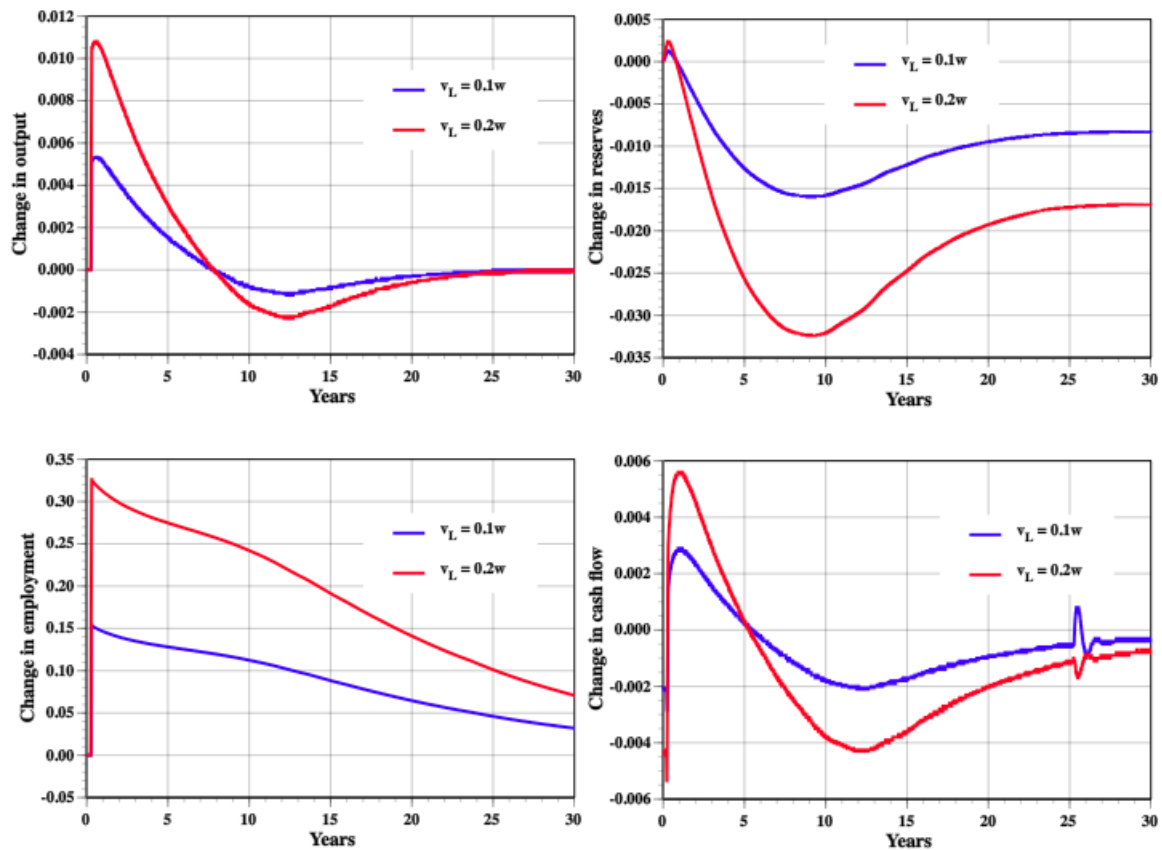 Change in output
0.012
0.010
0.008
0.006
0.004
0.002
0.000
-0.002
-0.004
v_L = 0.1w
v_L = 0.2w
0 5 10 15 20 25 30
Years
Change in reserves
0.005
0.000
-0.005
-0.010
-0.015
-0.020
-0.025
-0.030
-0.035
v_L = 0.1w
v_L = 0.2w
0 5 10 15 20 25 30
Years
Change in employment
0.35
0.30
0.25
0.20
0.15
0.10
0.05
0.00
-0.05
v_L = 0.1w
v_L = 0.2w
0 5 10 15 20 25 30
Years
Change in cash flow
0.006
0.004
0.002
0.000
-0.002
-0.004
-0.006
v_L = 0.1w
v_L = 0.2w
0 5 10 15 20 25 30
Years